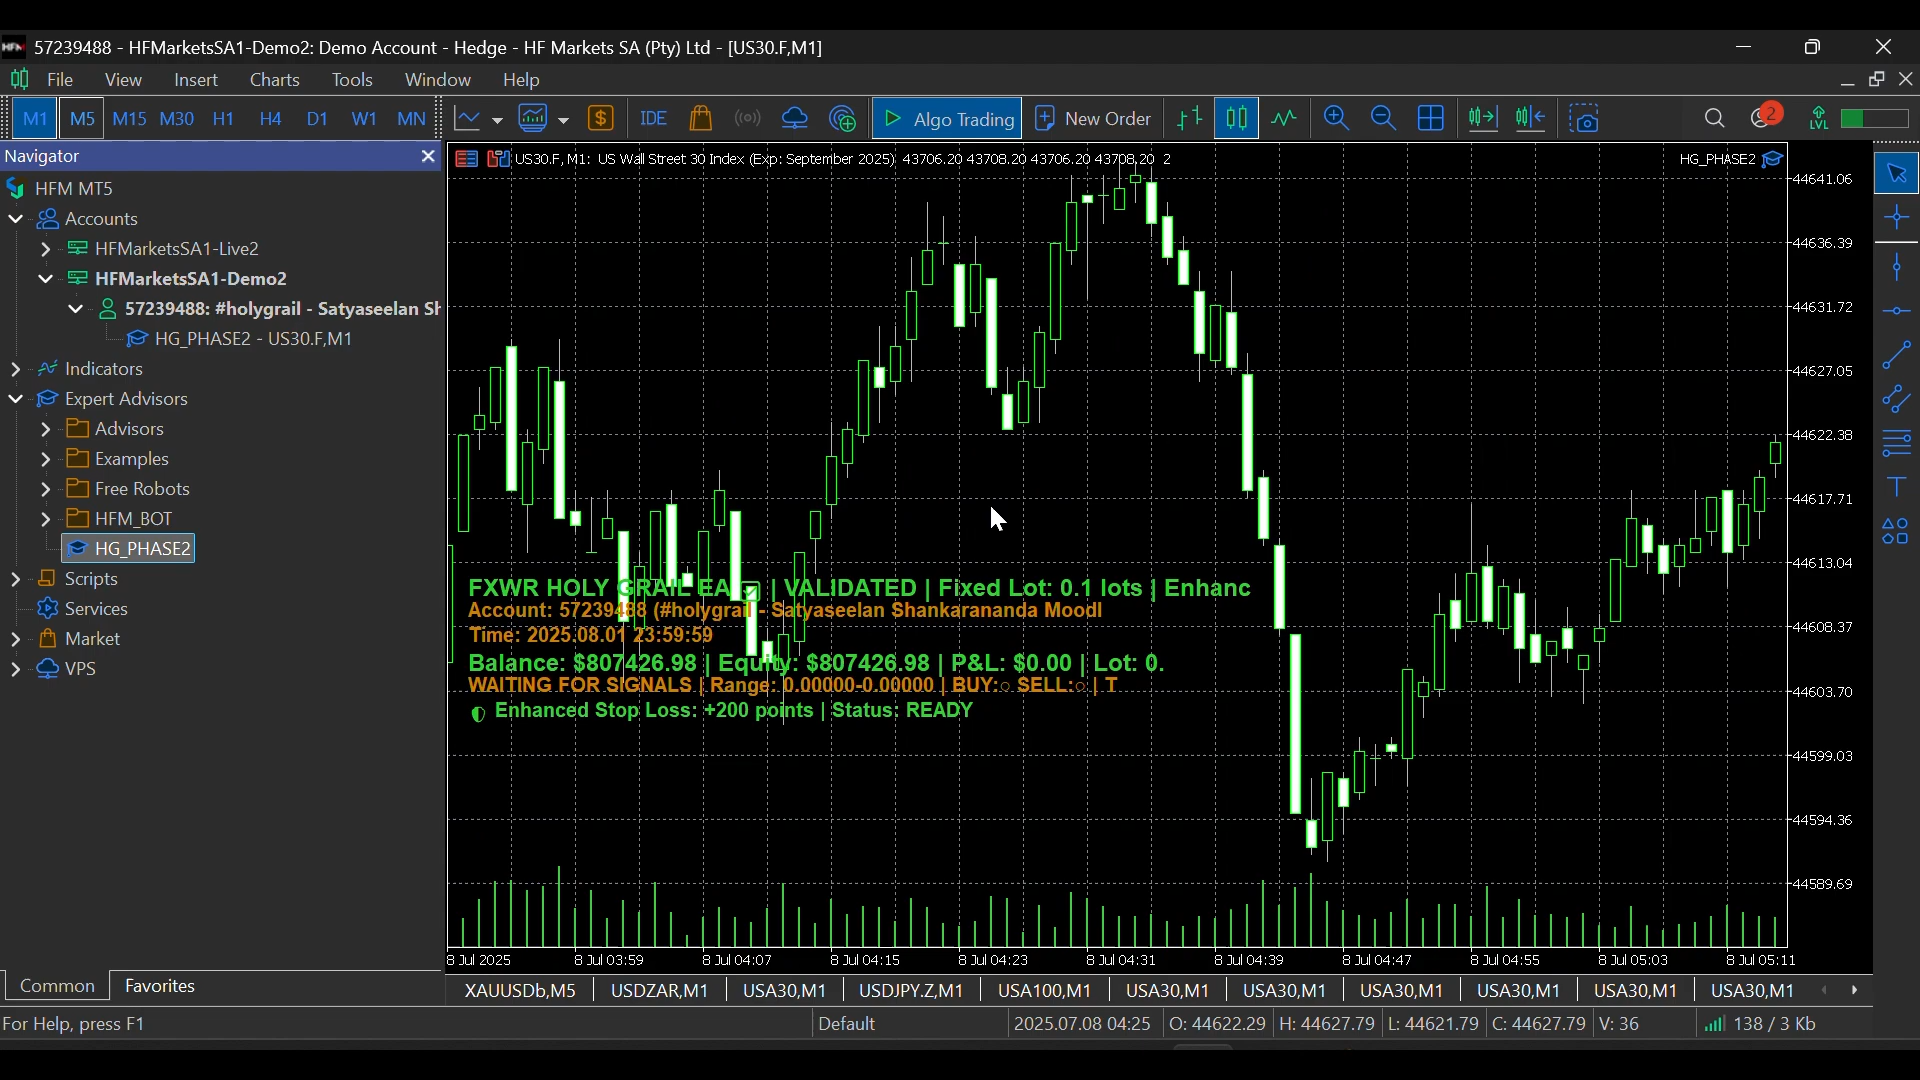 57239488 - HFMarketsSA1-Demo2: Demo Account - Hedge - HF Markets SA (Pty) Ltd - [US30.F,M1]
File View Insert Charts Tools Window Help
M1 M5 M15 M30 H1 H4 D1 W1 MN IDE Algo Trading New Order 2 LVL
Navigator
HFM MT5
Accounts
HFMarketsSA1-Live2
HFMarketsSA1-Demo2
57239488: #holygrail - Satyaseelan Sh
HG_PHASE2 - US30.F,M1
Indicators
Expert Advisors
Advisors
Examples
Free Robots
HFM_BOT
HG_PHASE2
Scripts
Services
Market
VPS
Common Favorites
US30.F, M1: US Wall Street 30 Index (Exp: September 2025) 43706.20 43708.20 43706.20 43708.20 2
HG_PHASE2
44641.06
44636.39
44631.72
44627.05
44622.38
44617.71
44613.04
44608.37
44603.70
44599.03
44594.36
44589.69
FXWR HOLY GRAIL EA ☑ | VALIDATED | Fixed Lot: 0.1 lots | Enhanc
Account: 57239488 (#holygrail - Satyaseelan Shankarananda Moodl
Time: 2025.08.01 23:59:59
Balance: $807426.98 | Equity: $807426.98 | P&L: $0.00 | Lot: 0.
WAITING FOR SIGNALS | Range: 0.00000-0.00000 | BUY:○ SELL:○ | T
◐ Enhanced Stop Loss: +200 points | Status: READY
8 Jul 2025 8 Jul 03:59 8 Jul 04:07 8 Jul 04:15 8 Jul 04:23 8 Jul 04:31 8 Jul 04:39 8 Jul 04:47 8 Jul 04:55 8 Jul 05:03 8 Jul 05:11
XAUUSDb,M5 USDZAR,M1 USA30,M1 USDJPY.Z,M1 USA100,M1 USA30,M1 USA30,M1 USA30,M1 USA30,M1 USA30,M1 USA30,M1
For Help, press F1 Default 2025.07.08 04:25 O: 44622.29 H: 44627.79 L: 44621.79 C: 44627.79 V: 36 138 / 3 Kb